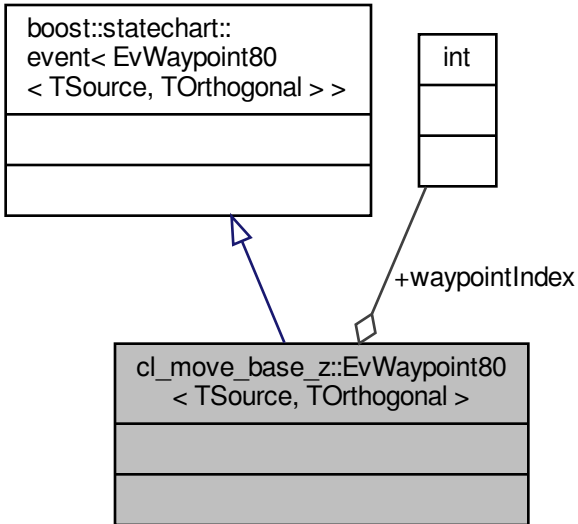 boost::statechart::
event< EvWaypoint80
< TSource, TOrthogonal > >
int
+waypointIndex
cl_move_base_z::EvWaypoint80
< TSource, TOrthogonal >